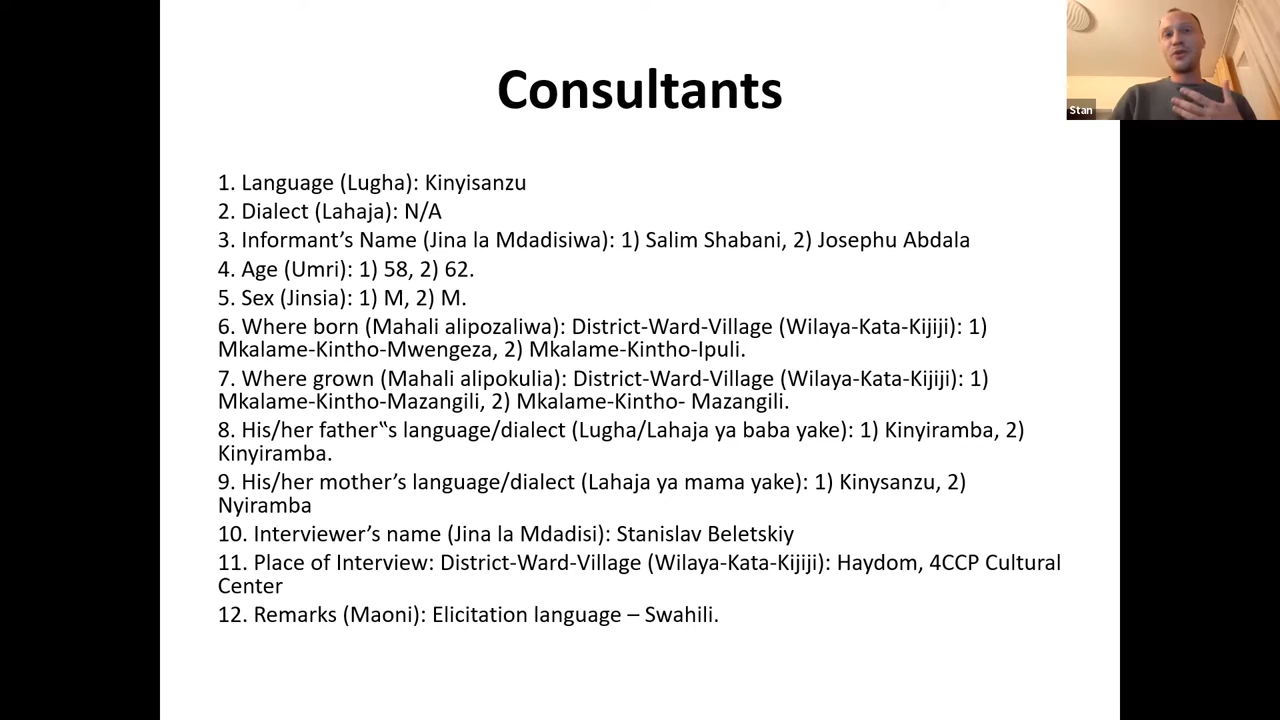 Consultants
Stan
1. Language (Lugha): Kinyisanzu
2. Dialect (Lahaja): N/A
3. Informant’s Name (Jina la Mdadisiwa): 1) Salim Shabani, 2) Josephu Abdala
4. Age (Umri): 1) 58, 2) 62.
5. Sex (Jinsia): 1) M, 2) M.
6. Where born (Mahali alipozaliwa): District-Ward-Village (Wilaya-Kata-Kijiji): 1)
Mkalame-Kintho-Mwengeza, 2) Mkalame-Kintho-Ipuli.
7. Where grown (Mahali alipokulia): District-Ward-Village (Wilaya-Kata-Kijiji): 1)
Mkalame-Kintho-Mazangili, 2) Mkalame-Kintho- Mazangili.
8. His/her father‟s language/dialect (Lugha/Lahaja ya baba yake): 1) Kinyiramba, 2)
Kinyiramba.
9. His/her mother’s language/dialect (Lahaja ya mama yake): 1) Kinysanzu, 2)
Nyiramba
10. Interviewer’s name (Jina la Mdadisi): Stanislav Beletskiy
11. Place of Interview: District-Ward-Village (Wilaya-Kata-Kijiji): Haydom, 4CCP Cultural
Center
12. Remarks (Maoni): Elicitation language – Swahili.